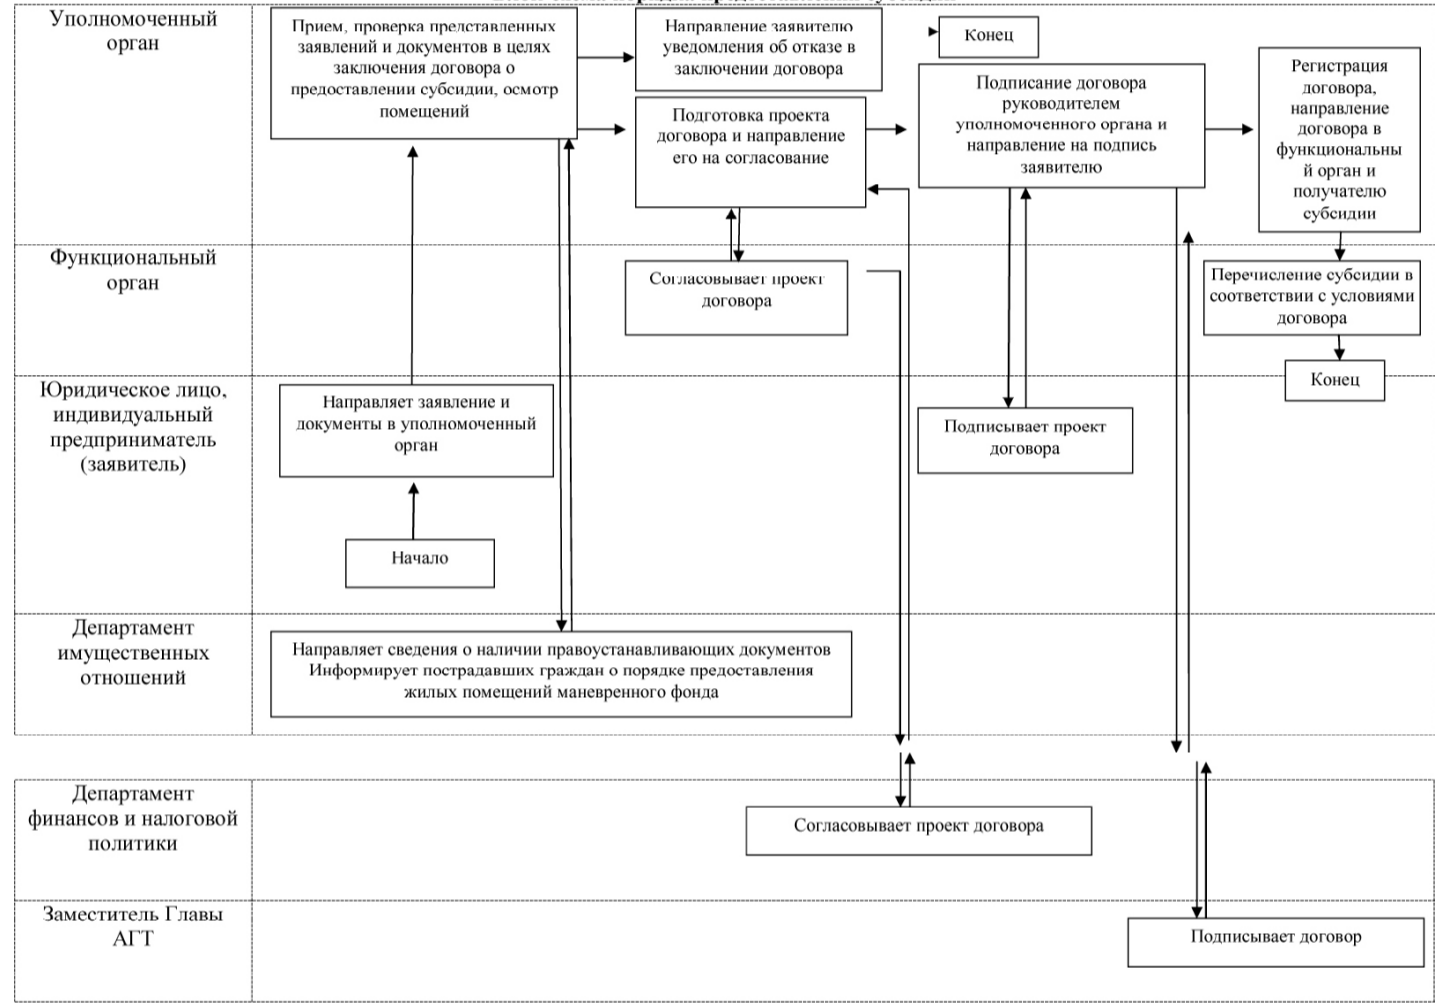 Уполномоченный
орган
Прием, проверка представленных
заявлений и документов в целях
заключения договора о
предоставлении субсидии, осмотр
помещений
Направление заявителю
уведомления об отказе в
заключении договора
Конец
Подготовка проекта
договора и направление
его на согласование
Подписание договора
руководителем
уполномоченного органа и
направление на подпись
заявителю
Регистрация
договора,
направление
договора в
функциональны
й орган и
получателю
субсидии
Функциональный
орган
Согласовывает проект
договора
Перечисление субсидии в
соответствии с условиями
договора
Конец
Юридическое лицо,
индивидуальный
предприниматель
(заявитель)
Направляет заявление и
документы в уполномоченный
орган
Подписывает проект
договора
Начало
Департамент
имущественных
отношений
Направляет сведения о наличии правоустанавливающих документов
Информирует пострадавших граждан о порядке предоставления
жилых помещений маневренного фонда
Департамент
финансов и налоговой
политики
Согласовывает проект договора
Заместитель Главы
АГТ
Подписывает договор